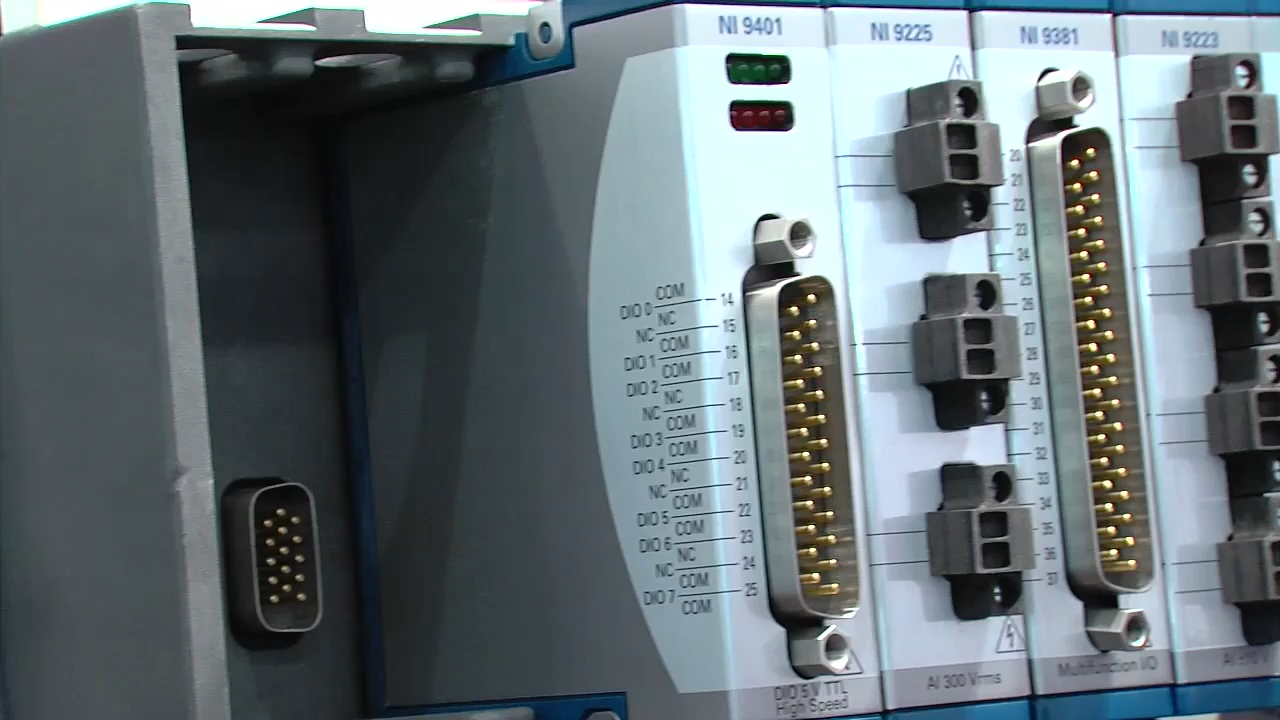 NI 9401
NI 9225
NI 9381
NI 9223
COM
DIO 0
14
NC
NC
15
COM
DIO 1
16
COM
DIO 2
17
NC
NC
18
COM
DIO 3
19
COM
DIO 4
20
NC
NC
21
COM
DIO 5
22
COM
DIO 6
23
NC
NC
24
COM
DIO 7
25
COM
20
21
22
23
24
25
26
27
28
29
30
31
32
33
34
35
36
37
DIO 5 V TTL
High Speed
AI 300 Vrms
Multifunction I/O
AI